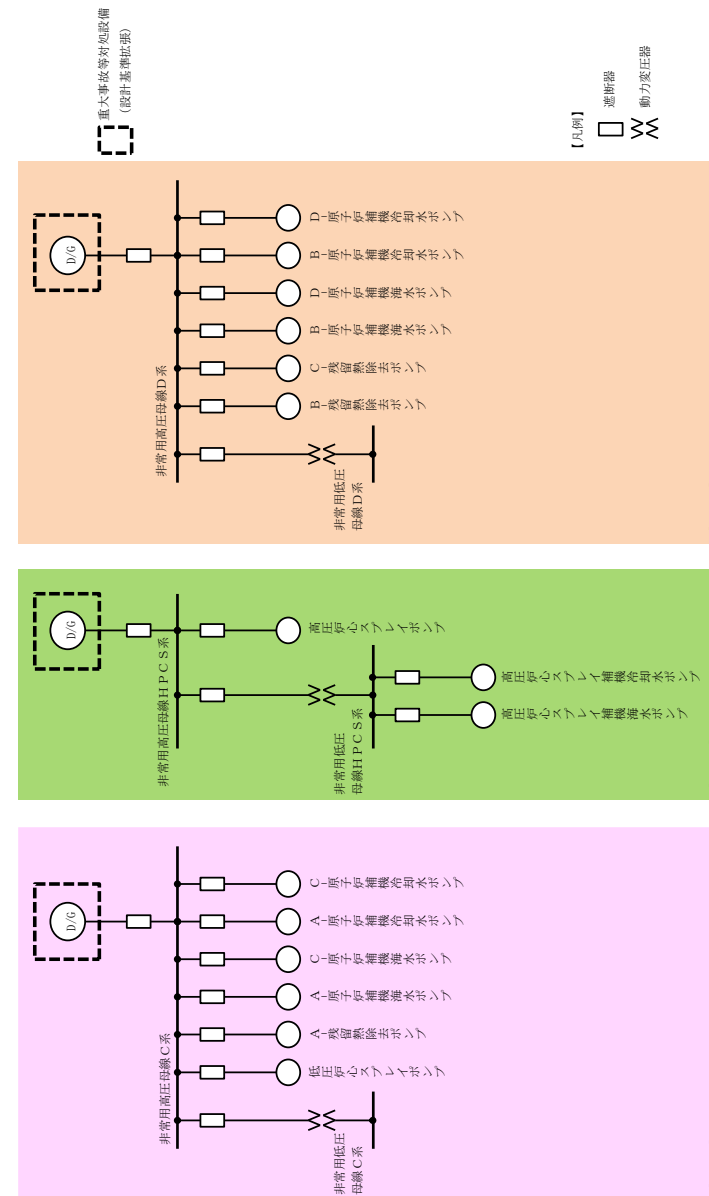 重大事故等対処設備
(設計基準拡張)
【凡例】
遮断器
動力変圧器
D/G
非常用高圧母線C系
低圧炉心スプレイポンプ
A-残留熱除去ポンプ
A-原子炉補機海水ポンプ
C-原子炉補機海水ポンプ
A-原子炉補機冷却水ポンプ
C-原子炉補機冷却水ポンプ
非常用低圧
母線C系
D/G
非常用高圧母線HPCS系
高圧炉心スプレイポンプ
非常用低圧
母線HPCS系
高圧炉心スプレイ補機海水ポンプ
高圧炉心スプレイ補機冷却水ポンプ
D/G
非常用高圧母線D系
B-残留熱除去ポンプ
C-残留熱除去ポンプ
B-原子炉補機海水ポンプ
D-原子炉補機海水ポンプ
B-原子炉補機冷却水ポンプ
D-原子炉補機冷却水ポンプ
非常用低圧
母線D系